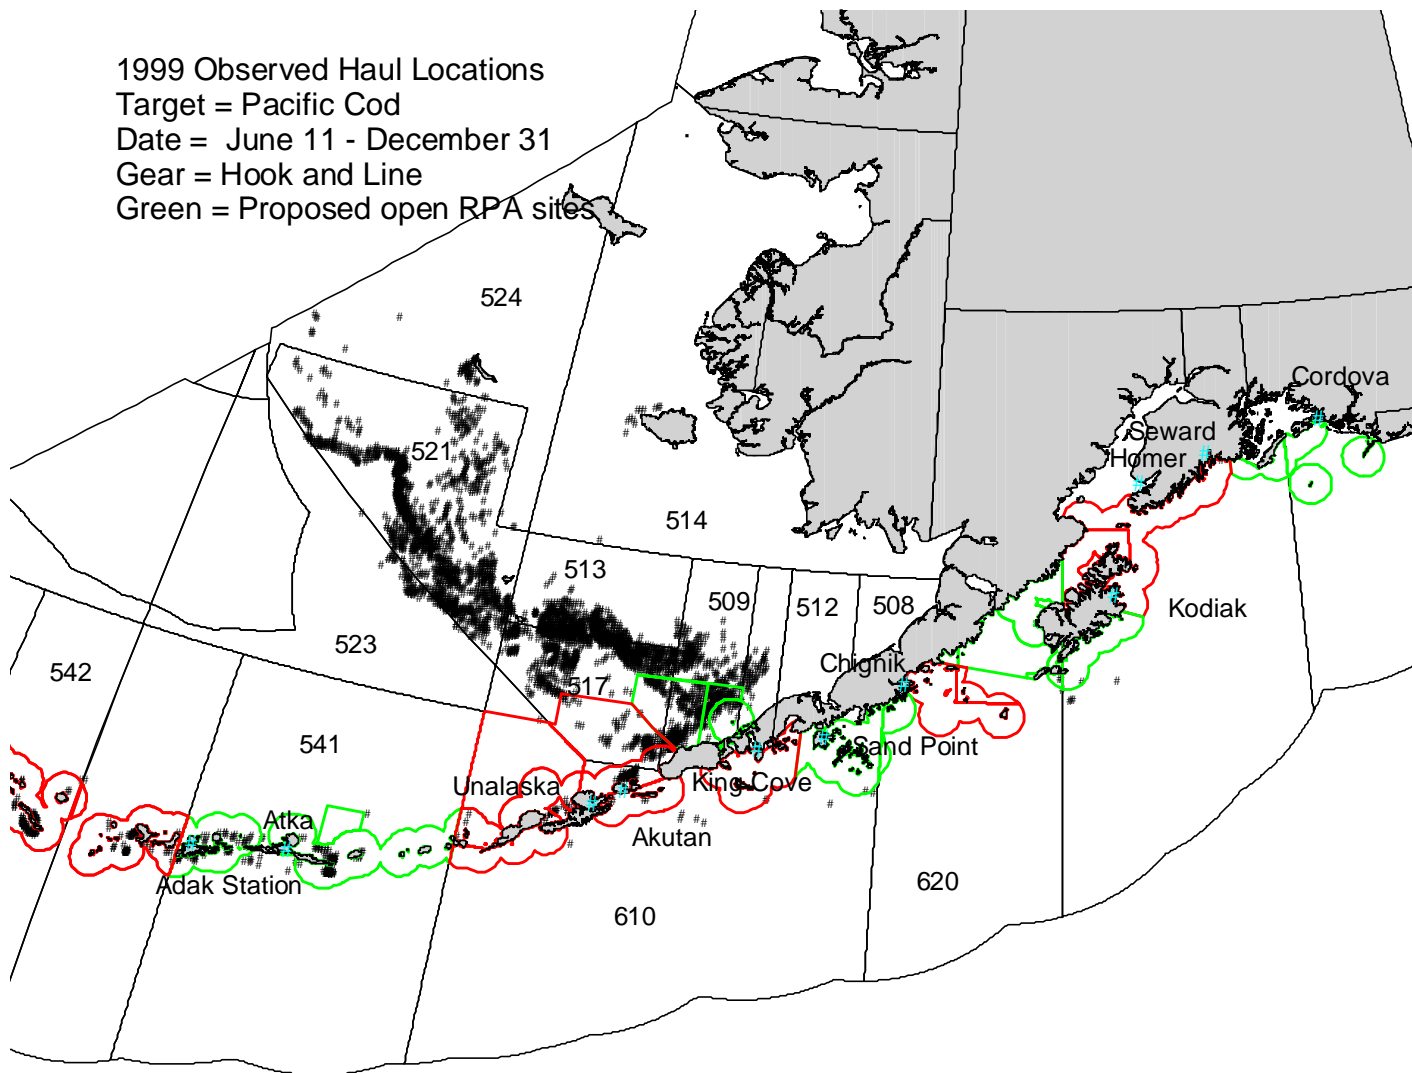 1999 Observed Haul Locations
Target = Pacific Cod
Date = June 11 - December 31
Gear = Hook and Line
Green = Proposed open RPA sites
524
Cordova
Seward
Homer
521
514
513
509
512
508
Kodiak
523
542
Chignik
517
541
Sand Point
Unalaska
King Cove
Atka
Akutan
Adak Station
620
610